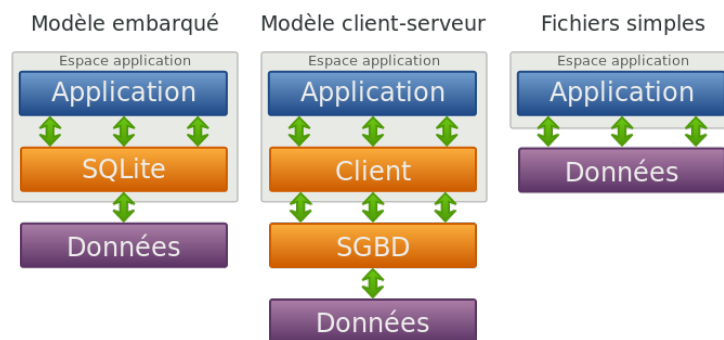 Modèle embarqué
Espace application
Application
SQLite
Données
Modèle client-serveur
Espace application
Application
Client
SGBD
Données
Fichiers simples
Espace application
Application
Données